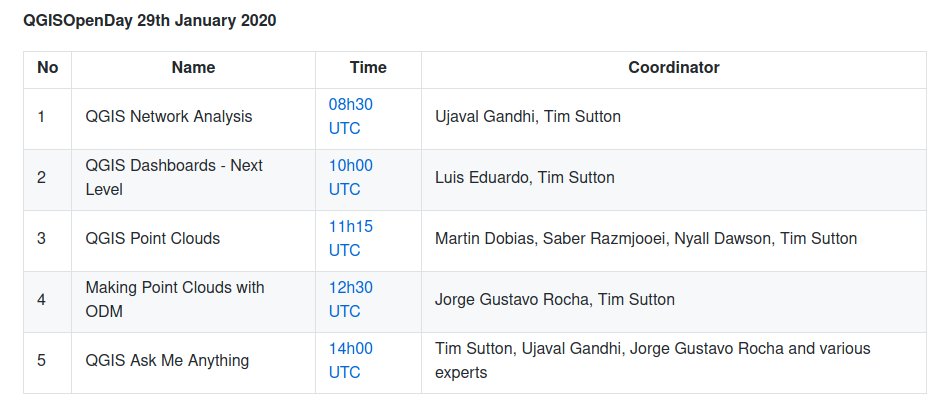 QGISOpenDay 29th January 2020
No Name Time Coordinator
1 QGIS Network Analysis 08h30 UTC Ujaval Gandhi, Tim Sutton
2 QGIS Dashboards - Next Level 10h00 UTC Luis Eduardo, Tim Sutton
3 QGIS Point Clouds 11h15 UTC Martin Dobias, Saber Razmjooei, Nyall Dawson, Tim Sutton
4 Making Point Clouds with ODM 12h30 UTC Jorge Gustavo Rocha, Tim Sutton
5 QGIS Ask Me Anything 14h00 UTC Tim Sutton, Ujaval Gandhi, Jorge Gustavo Rocha and various experts